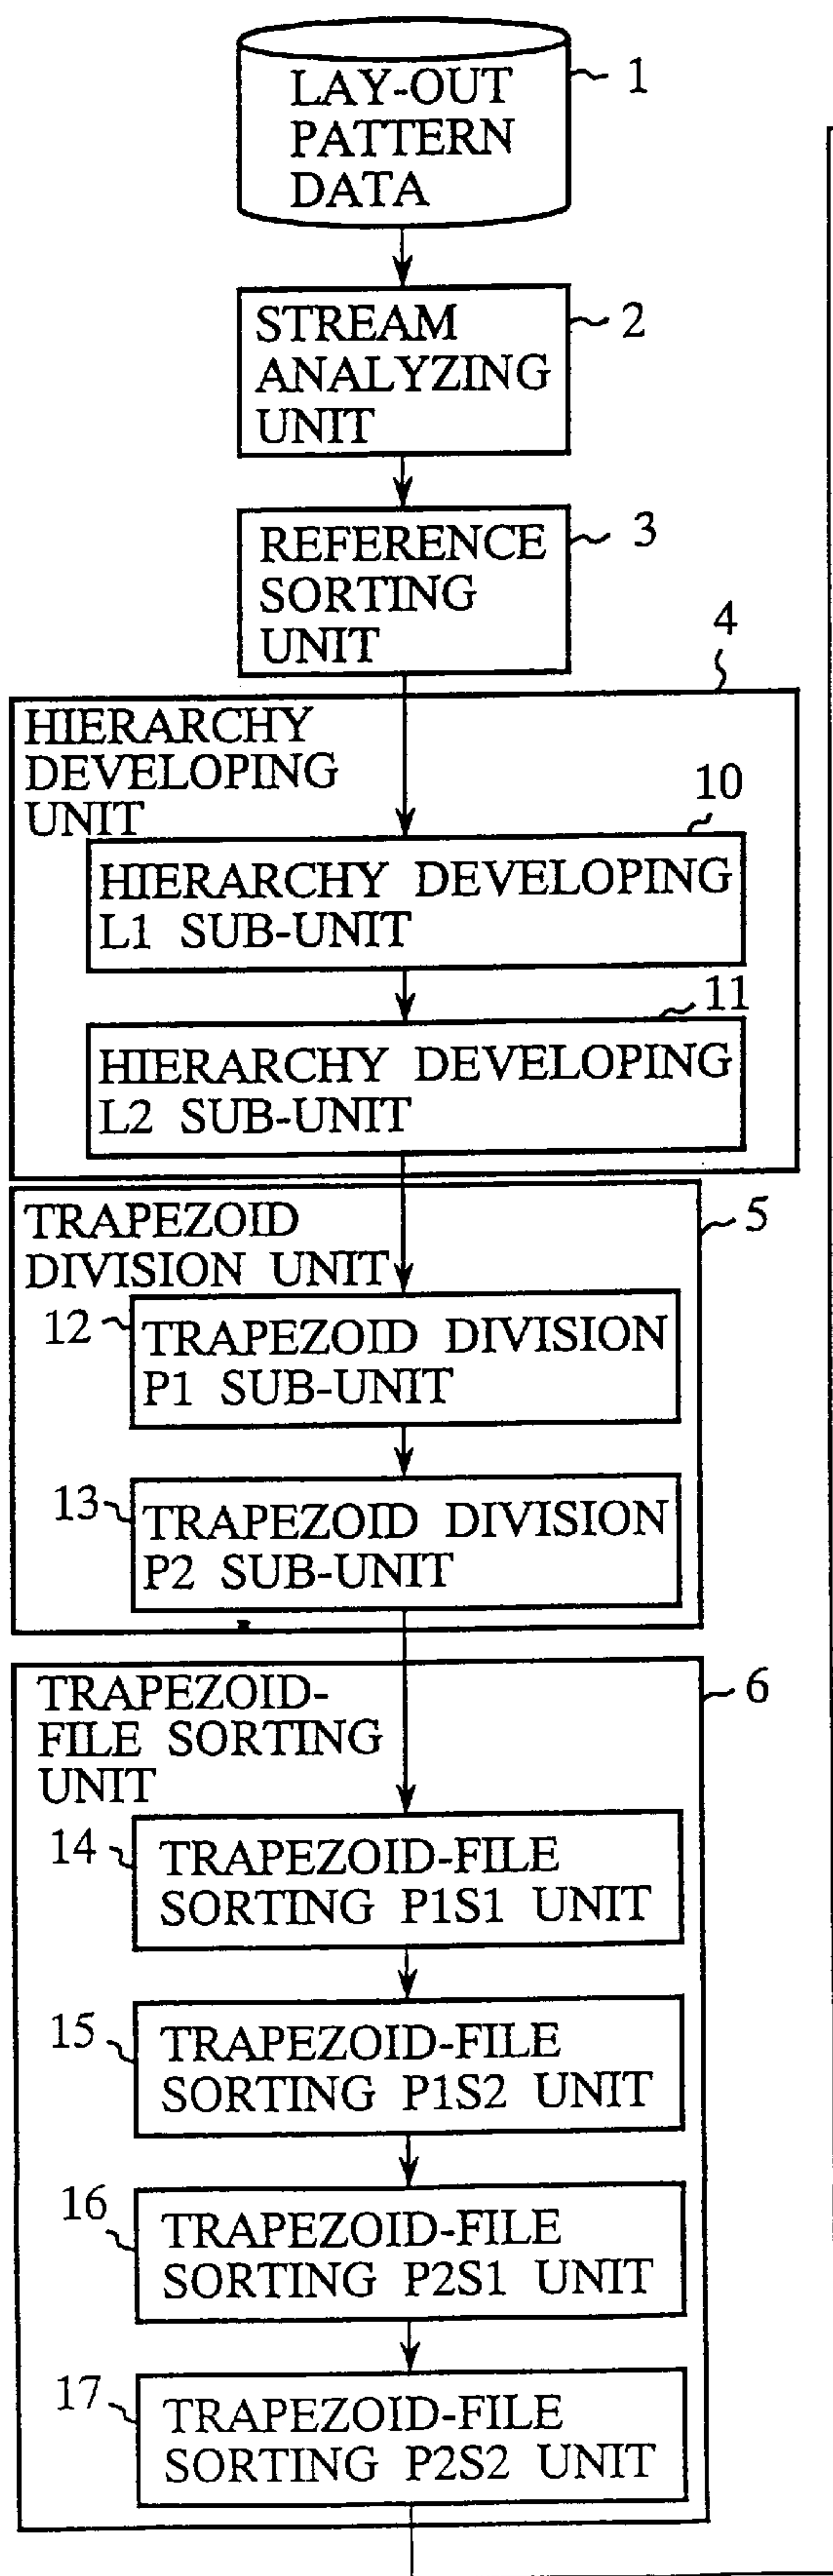 LAY-OUT
PATTERN
DATA
1
STREAM
ANALYZING
UNIT
2
REFERENCE
SORTING
UNIT
3
4
HIERARCHY
DEVELOPING
UNIT
10
HIERARCHY DEVELOPING
L1 SUB-UNIT
11
HIERARCHY DEVELOPING
L2 SUB-UNIT
5
TRAPEZOID
DIVISION UNIT
12
TRAPEZOID DIVISION
P1 SUB-UNIT
13
TRAPEZOID DIVISION
P2 SUB-UNIT
6
TRAPEZOID-
FILE SORTING
UNIT
14
TRAPEZOID-FILE
SORTING P1S1 UNIT
15
TRAPEZOID-FILE
SORTING P1S2 UNIT
16
TRAPEZOID-FILE
SORTING P2S1 UNIT
17
TRAPEZOID-FILE
SORTING P2S2 UNIT